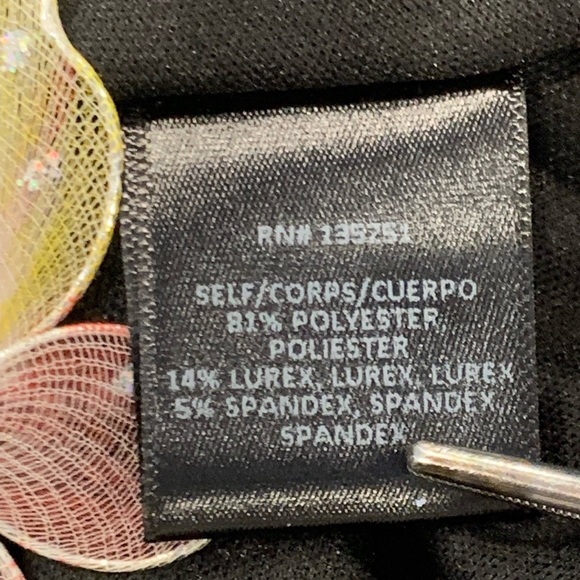 RN# 135251
SELF/CORPS/CUERPO
81% POLYESTER,
POLIESTER
14% LUREX, LUREX, LUREX
5% SPANDEX, SPANDEX,
SPANDEX